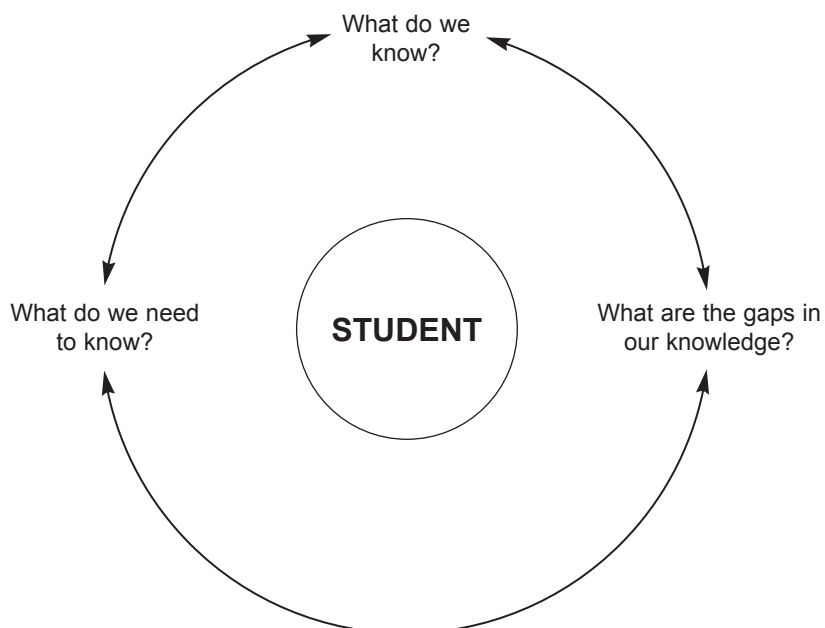 What do we
know?
What do we need
to know?
STUDENT
What are the gaps in
our knowledge?